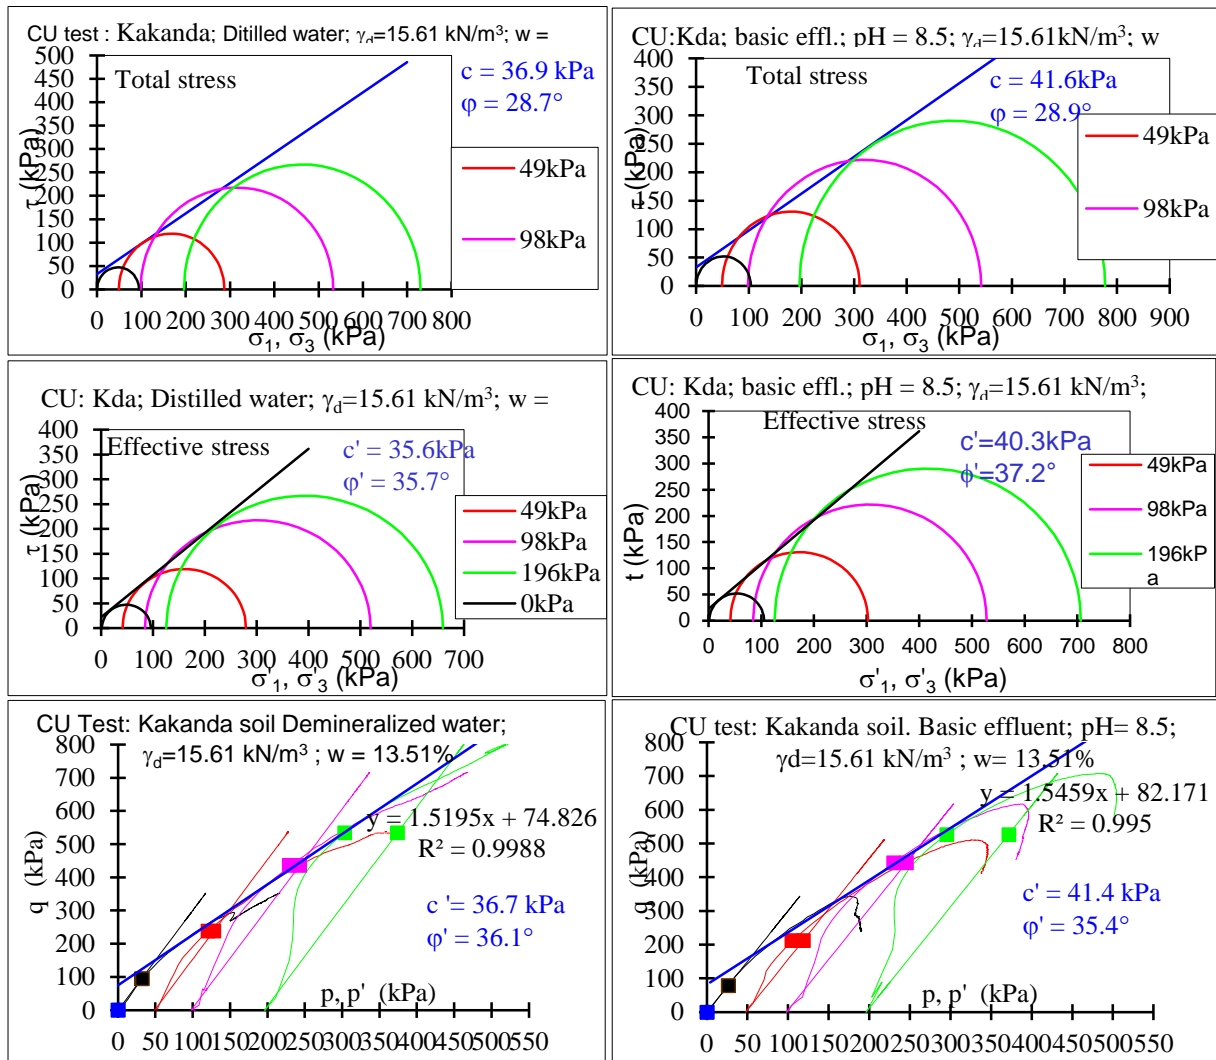 CU test : Kakanda; Ditilled water; γd=15.61 kN/m³; w =
500
450
400
350
300
250
200
150
100
50
0
τ (kPa)
Total stress
c = 36.9 kPa
φ = 28.7°
49kPa
98kPa
0 100 200 300 400 500 600 700 800
σ1, σ3 (kPa)
CU:Kda; basic effl.; pH = 8.5; γd=15.61kN/m³; w
400
350
300
250
200
150
100
50
0
τ (kPa)
Total stress
c = 41.6kPa
φ = 28.9°
49kPa
98kPa
0 100 200 300 400 500 600 700 800 900
σ1, σ3 (kPa)
CU: Kda; Distilled water; γd=15.61 kN/m³; w =
400
350
300
250
200
150
100
50
0
τ (kPa)
Effective stress
c' = 35.6kPa
φ' = 35.7°
49kPa
98kPa
196kPa
0kPa
0 100 200 300 400 500 600 700
σ'1, σ'3 (kPa)
CU: Kda; basic effl.; pH = 8.5; γd=15.61 kN/m³;
400
350
300
250
200
150
100
50
0
t (kPa)
Effective stress
c'=40.3kPa
ϕ'=37.2°
49kPa
98kPa
196kP
a
0 100 200 300 400 500 600 700 800
σ'1, σ'3 (kPa)
CU Test: Kakanda soil Demineralized water;
γd=15.61 kN/m³ ; w = 13.51%
800
700
600
500
400
300
200
100
0
q (kPa)
y = 1.5195x + 74.826
R² = 0.9988
c '= 36.7 kPa
φ' = 36.1°
p, p' (kPa)
0 50 100 150 200 250 300 350 400 450 500 550
CU test: Kakanda soil. Basic effluent; pH= 8.5;
γd=15.61 kN/m³ ; w= 13.51%
800
700
600
500
400
300
200
100
0
q (kPa)
y = 1.5459x + 82.171
R² = 0.995
c' = 41.4 kPa
φ' = 35.4°
p, p' (kPa)
0 50 100 150 200 250 300 350 400 450 500 550